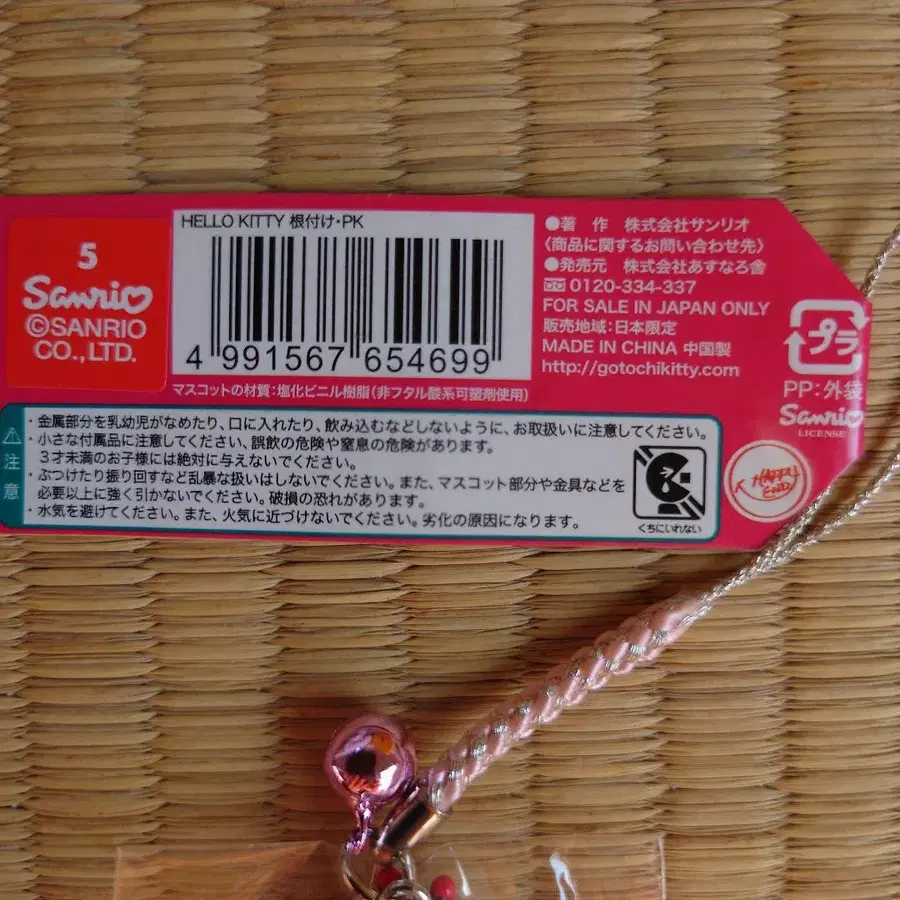 5
Sanrio
©SANRIO
CO.,LTD.
HELLO KITTY 根付け・PK
4 991567 654699
マスコットの材質：塩化ビニル樹脂（非フタル酸系可塑剤使用）
●著 作 株式会社サンリオ
〈商品に関するお問い合わせ先〉
●発売元 株式会社あすなろ舎
0120-334-337
FOR SALE IN JAPAN ONLY
販売地域：日本限定
MADE IN CHINA 中国製
http://gotochikitty.com
プラ
PP：外袋
Sanrio
LICENSE
HAPPY
END
注意
・金属部分を乳幼児がなめたり、口に入れたり、飲み込むなどしないように、お取扱いに注意してください。
・小さな付属品に注意してください、誤飲の危険や窒息の危険があります。
3才未満のお子様には絶対に与えないでください。
・ぶつけたり振り回すなど乱暴な扱いはしないでください。また、マスコット部分や金具などを
必要以上に強く引かないでください。破損の恐れがあります。
・水気を避けてください。また、火気に近づけないでください。劣化の原因になります。
くちにいれない